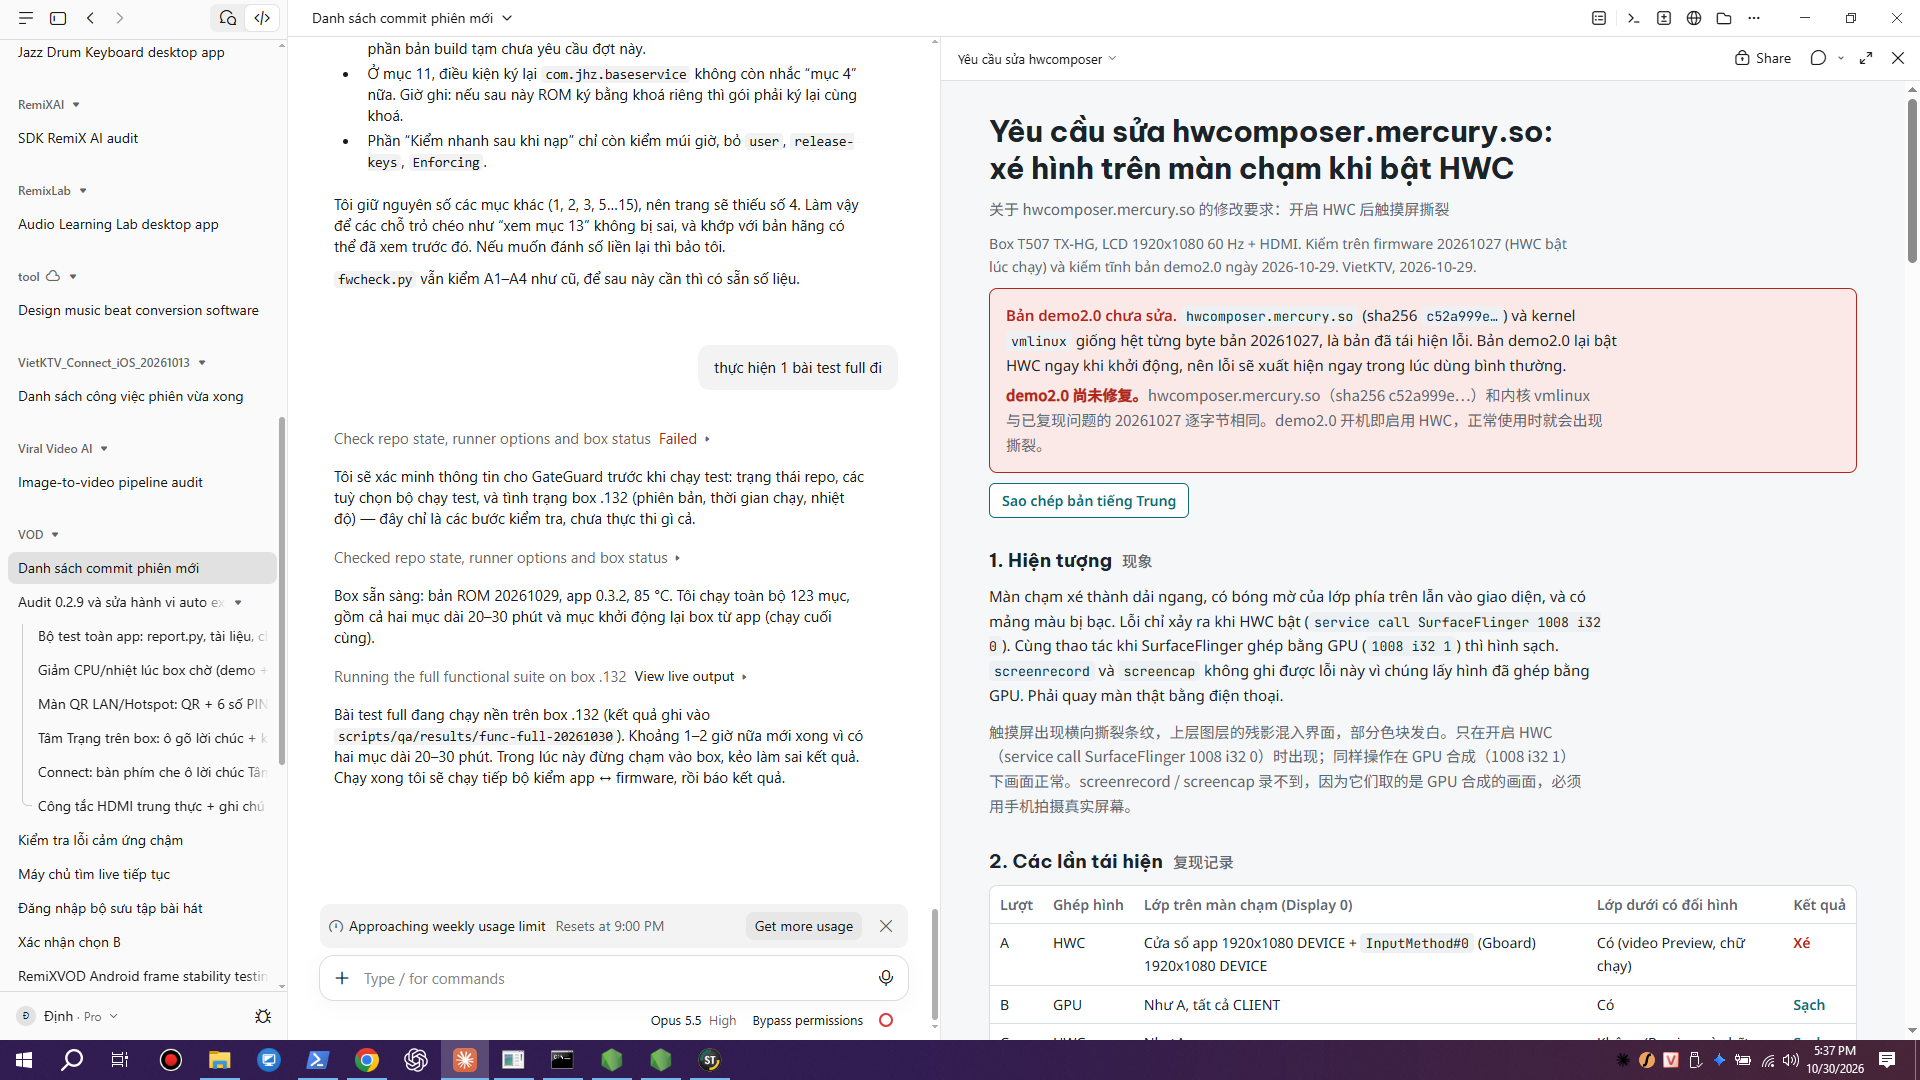 Danh sách commit phiên mới
Jazz Drum Keyboard desktop app
RemiXAI
SDK RemiX AI audit
RemixLab
Audio Learning Lab desktop app
tool
Design music beat conversion software
VietKTV_Connect_iOS_20261013
Danh sách công việc phiên vừa xong
Viral Video AI
Image-to-video pipeline audit
VOD
Danh sách commit phiên mới
Audit 0.2.9 và sửa hành vi auto ex
Bộ test toàn app: report.py, tài liệu, c
Giảm CPU/nhiệt lúc box chờ (demo +
Màn QR LAN/Hotspot: QR + 6 số PIN
Tâm Trạng trên box: ô gõ lời chúc + k
Connect: bàn phím che ô lời chúc Tân
Công tắc HDMI trung thực + ghi chú
Kiểm tra lỗi cảm ứng chậm
Máy chủ tìm live tiếp tục
Đăng nhập bộ sưu tập bài hát
Xác nhận chọn B
RemiXVOD Android frame stability testin
Đ Định · Pro
phần bản build tạm chưa yêu cầu đợt này.
• Ở mục 11, điều kiện ký lại com.jhz.baseservice không còn nhắc “mục 4”
nữa. Giờ ghi: nếu sau này ROM ký bằng khoá riêng thì gói phải ký lại cùng
khoá.
• Phần “Kiểm nhanh sau khi nạp” chỉ còn kiểm múi giờ, bỏ user, release-
keys, Enforcing.
Tôi giữ nguyên số các mục khác (1, 2, 3, 5…15), nên trang sẽ thiếu số 4. Làm vậy
để các chỗ trỏ chéo như “xem mục 13” không bị sai, và khớp với bản hãng có
thể đã xem trước đó. Nếu muốn đánh số liền lại thì bảo tôi.
fwcheck.py vẫn kiểm A1–A4 như cũ, để sau này cần thì có sẵn số liệu.
thực hiện 1 bài test full đi
Check repo state, runner options and box status Failed
Tôi sẽ xác minh thông tin cho GateGuard trước khi chạy test: trạng thái repo, các
tuỳ chọn bộ chạy test, và tình trạng box .132 (phiên bản, thời gian chạy, nhiệt
độ) — đây chỉ là các bước kiểm tra, chưa thực thi gì cả.
Checked repo state, runner options and box status
Box sẵn sàng: bản ROM 20261029, app 0.3.2, 85 °C. Tôi chạy toàn bộ 123 mục,
gồm cả hai mục dài 20–30 phút và mục khởi động lại box từ app (chạy cuối
cùng).
Running the full functional suite on box .132 View live output
Bài test full đang chạy nền trên box .132 (kết quả ghi vào
scripts/qa/results/func-full-20261030). Khoảng 1–2 giờ nữa mới xong vì có
hai mục dài 20–30 phút. Trong lúc này đừng chạm vào box, kẻo làm sai kết quả.
Chạy xong tôi sẽ chạy tiếp bộ kiểm app ↔ firmware, rồi báo kết quả.
Approaching weekly usage limit Resets at 9:00 PM Get more usage
Type / for commands
Opus 5.5 High Bypass permissions
Yêu cầu sửa hwcomposer
Share
Yêu cầu sửa hwcomposer.mercury.so:
xé hình trên màn chạm khi bật HWC
关于 hwcomposer.mercury.so 的修改要求：开启 HWC 后触摸屏撕裂
Box T507 TX-HG, LCD 1920x1080 60 Hz + HDMI. Kiểm trên firmware 20261027 (HWC bật
lúc chạy) và kiểm tĩnh bản demo2.0 ngày 2026-10-29. VietKTV, 2026-10-29.
Bản demo2.0 chưa sửa. hwcomposer.mercury.so (sha256 c52a999e…) và kernel
vmlinux giống hệt từng byte bản 20261027, là bản đã tái hiện lỗi. Bản demo2.0 lại bật
HWC ngay khi khởi động, nên lỗi sẽ xuất hiện ngay trong lúc dùng bình thường.
demo2.0 尚未修复。hwcomposer.mercury.so（sha256 c52a999e…）和内核 vmlinux
与已复现问题的 20261027 逐字节相同。demo2.0 开机即启用 HWC，正常使用时就会出现
撕裂。
Sao chép bản tiếng Trung
1. Hiện tượng 现象
Màn chạm xé thành dải ngang, có bóng mờ của lớp phía trên lẫn vào giao diện, và có
mảng màu bị bạc. Lỗi chỉ xảy ra khi HWC bật (service call SurfaceFlinger 1008 i32
0). Cùng thao tác khi SurfaceFlinger ghép bằng GPU (1008 i32 1) thì hình sạch.
screenrecord và screencap không ghi được lỗi này vì chúng lấy hình đã ghép bằng
GPU. Phải quay màn thật bằng điện thoại.
触摸屏出现横向撕裂条纹，上层图层的残影混入界面，部分色块发白。只在开启 HWC
（service call SurfaceFlinger 1008 i32 0）时出现；同样操作在 GPU 合成（1008 i32 1）
下画面正常。screenrecord / screencap 录不到，因为它们取的是 GPU 合成的画面，必须
用手机拍摄真实屏幕。
2. Các lần tái hiện 复现记录
Lượt Ghép hình Lớp trên màn chạm (Display 0) Lớp dưới có đổi hình Kết quả
A HWC Cửa sổ app 1920x1080 DEVICE + InputMethod#0 (Gboard) Có (video Preview, chữ Xé
1920x1080 DEVICE chạy)
B GPU Như A, tất cả CLIENT Có Sạch
5:37 PM
10/30/2026